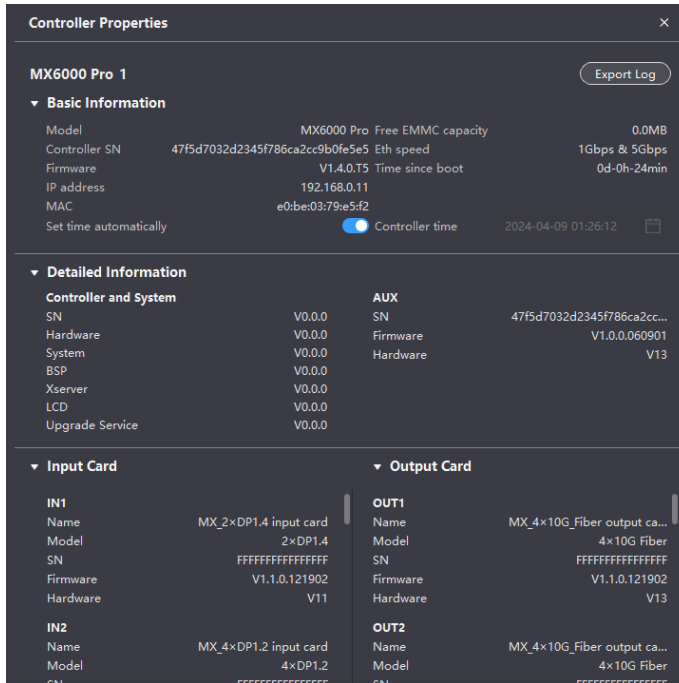 Controller Properties
MX6000 Pro 1
Export Log
Basic Information
Model MX6000 Pro Free EMMC capacity 0.0MB
Controller SN 47f5d7032d2345f786ca2cc9b0fe5e5 Eth speed 1Gbps & 5Gbps
Firmware V1.4.0.T5 Time since boot 0d-0h-24min
IP address 192.168.0.11
MAC e0:be:03:79:e5:f2
Set time automatically Controller time 2024-04-09 01:26:12
Detailed Information
Controller and System
SN V0.0.0
Hardware V0.0.0
System V0.0.0
BSP V0.0.0
Xserver V0.0.0
LCD V0.0.0
Upgrade Service V0.0.0
AUX
SN 47f5d7032d2345f786ca2cc...
Firmware V1.0.0.060901
Hardware V13
Input Card
IN1
Name MX_2×DP1.4 input card
Model 2×DP1.4
SN FFFFFFFFFFFFFFFF
Firmware V1.1.0.121902
Hardware V11
IN2
Name MX_4×DP1.2 input card
Model 4×DP1.2
Output Card
OUT1
Name MX_4×10G_Fiber output ca...
Model 4×10G Fiber
SN FFFFFFFFFFFFFFFF
Firmware V1.1.0.121902
Hardware V13
OUT2
Name MX_4×10G_Fiber output ca...
Model 4×10G Fiber